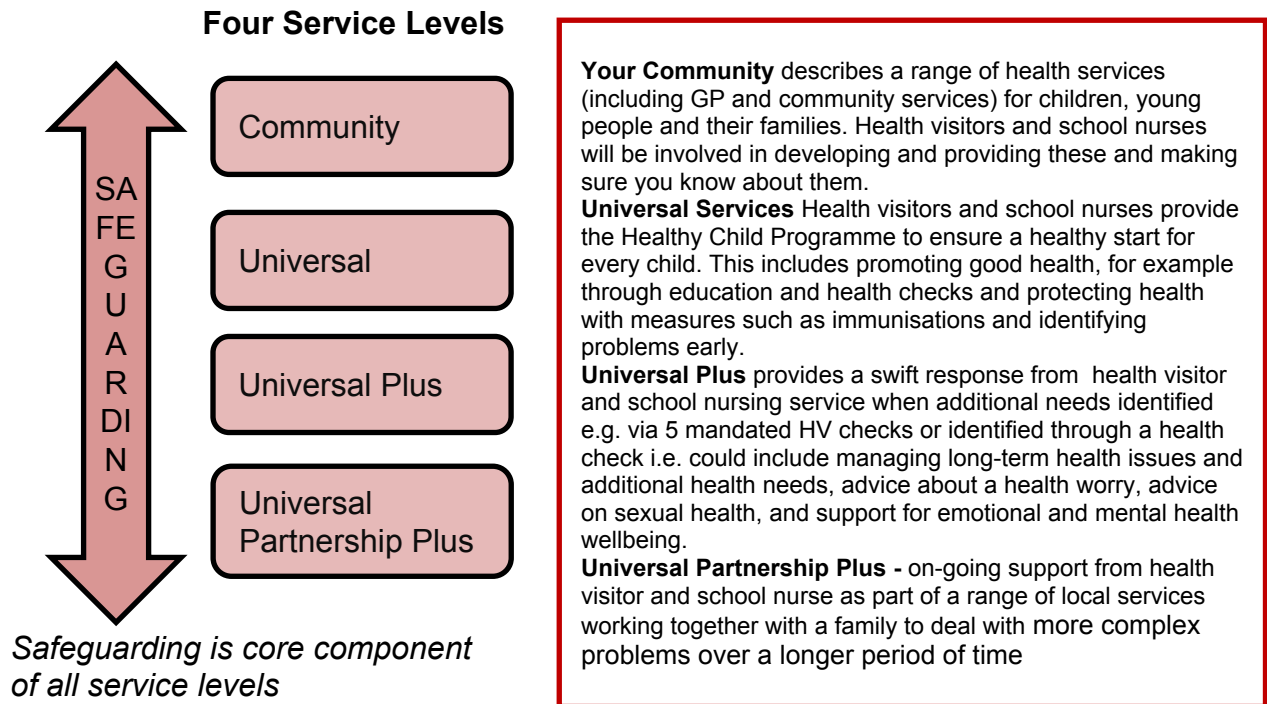 Four Service Levels
SA
FE
G
U
A
R
DI
N
G
Community
Universal
Universal Plus
Universal
Partnership Plus
Safeguarding is core component
of all service levels
Your Community describes a range of health services
(including GP and community services) for children, young
people and their families. Health visitors and school nurses
will be involved in developing and providing these and making
sure you know about them.
Universal Services Health visitors and school nurses provide
the Healthy Child Programme to ensure a healthy start for
every child. This includes promoting good health, for example
through education and health checks and protecting health
with measures such as immunisations and identifying
problems early.
Universal Plus provides a swift response from health visitor
and school nursing service when additional needs identified
e.g. via 5 mandated HV checks or identified through a health
check i.e. could include managing long-term health issues and
additional health needs, advice about a health worry, advice
on sexual health, and support for emotional and mental health
wellbeing.
Universal Partnership Plus - on-going support from health
visitor and school nurse as part of a range of local services
working together with a family to deal with more complex
problems over a longer period of time